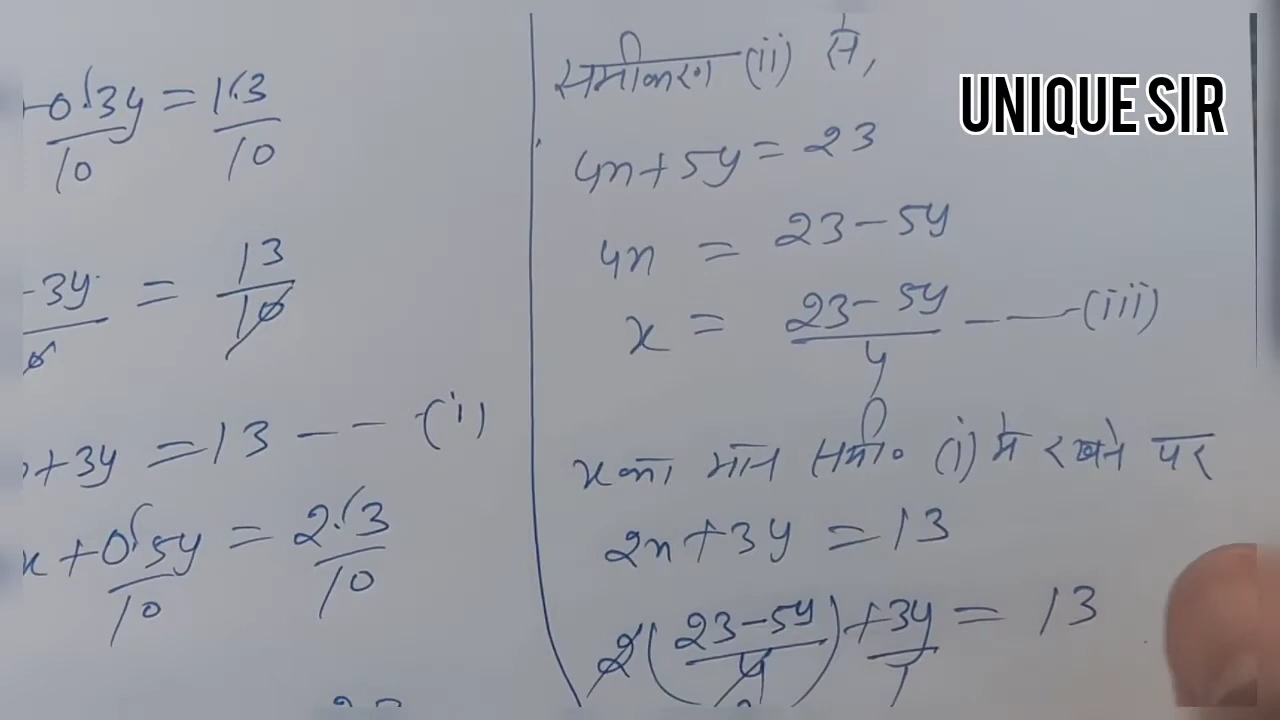 -0.3y/10 = 1.3/10
-3y/10 = 13/10
+3y = 13 -- (i)
x + 0.5y/10 = 2.3/10
समीकरण (ii) से,
UNIQUE SIR
4x+5y = 23
4x = 23-5y
x = 23-5y/4 --- (iii)
x का मान समी० (i) में रखने पर
2x+3y = 13
2(23-5y/4) + 3y/1 = 13